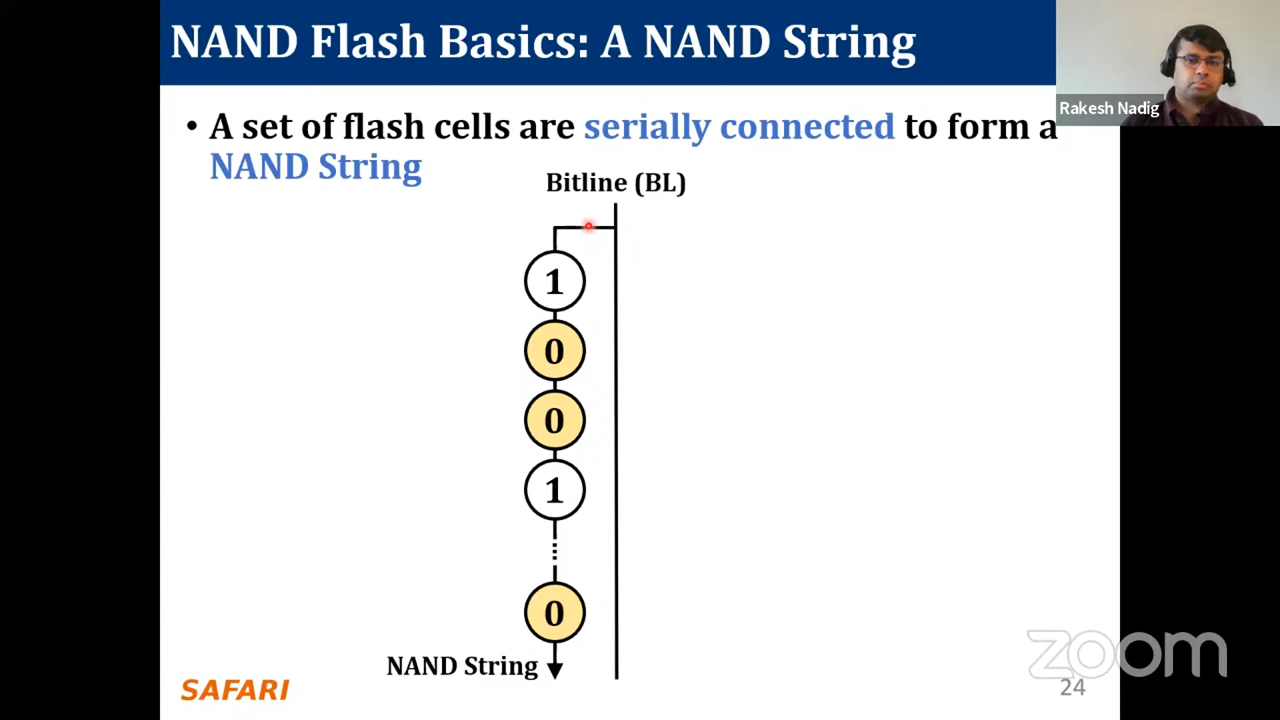 NAND Flash Basics: A NAND String
Rakesh Nadig
• A set of flash cells are serially connected to form a
NAND String
Bitline (BL)
1
0
0
1
0
NAND String
SAFARI
zoom
24